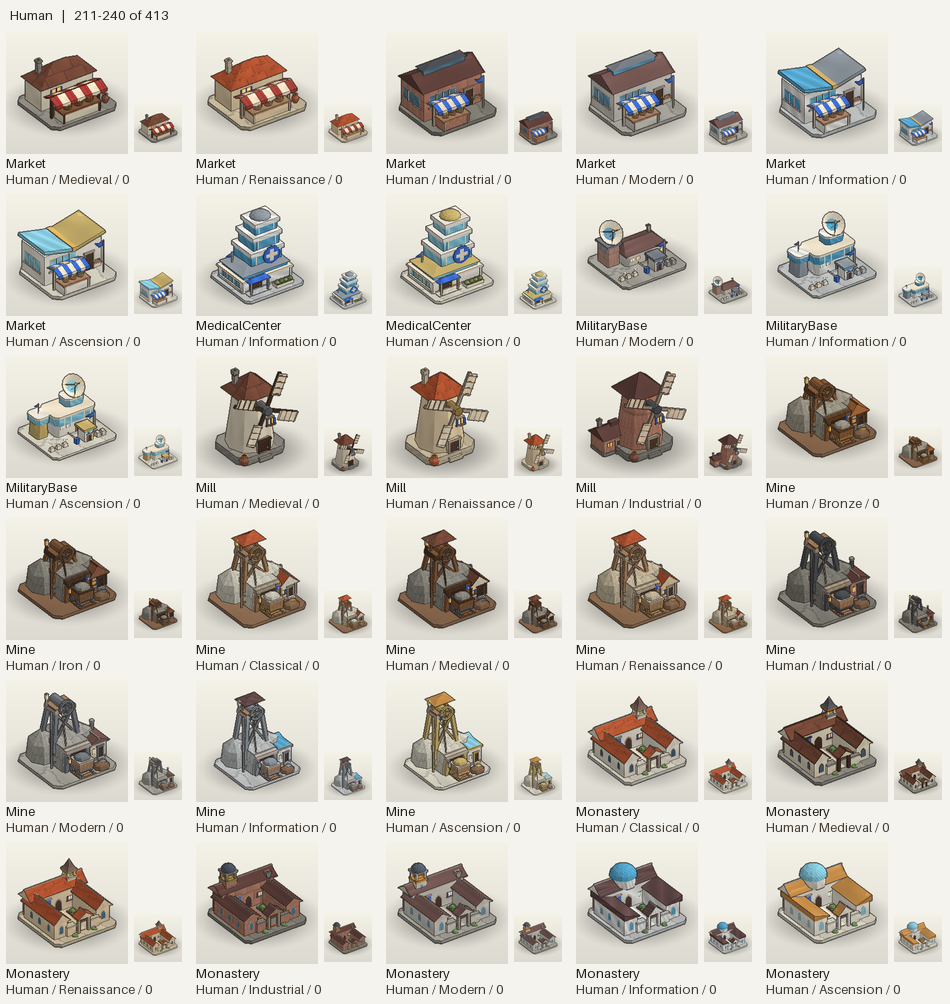 Human | 211-240 of 413
Market
Human / Medieval / 0
Market
Human / Renaissance / 0
Market
Human / Industrial / 0
Market
Human / Modern / 0
Market
Human / Information / 0
Market
Human / Ascension / 0
MedicalCenter
Human / Information / 0
MedicalCenter
Human / Ascension / 0
MilitaryBase
Human / Modern / 0
MilitaryBase
Human / Information / 0
MilitaryBase
Human / Ascension / 0
Mill
Human / Medieval / 0
Mill
Human / Renaissance / 0
Mill
Human / Industrial / 0
Mine
Human / Bronze / 0
Mine
Human / Iron / 0
Mine
Human / Classical / 0
Mine
Human / Medieval / 0
Mine
Human / Renaissance / 0
Mine
Human / Industrial / 0
Mine
Human / Modern / 0
Mine
Human / Information / 0
Mine
Human / Ascension / 0
Monastery
Human / Classical / 0
Monastery
Human / Medieval / 0
Monastery
Human / Renaissance / 0
Monastery
Human / Industrial / 0
Monastery
Human / Modern / 0
Monastery
Human / Information / 0
Monastery
Human / Ascension / 0